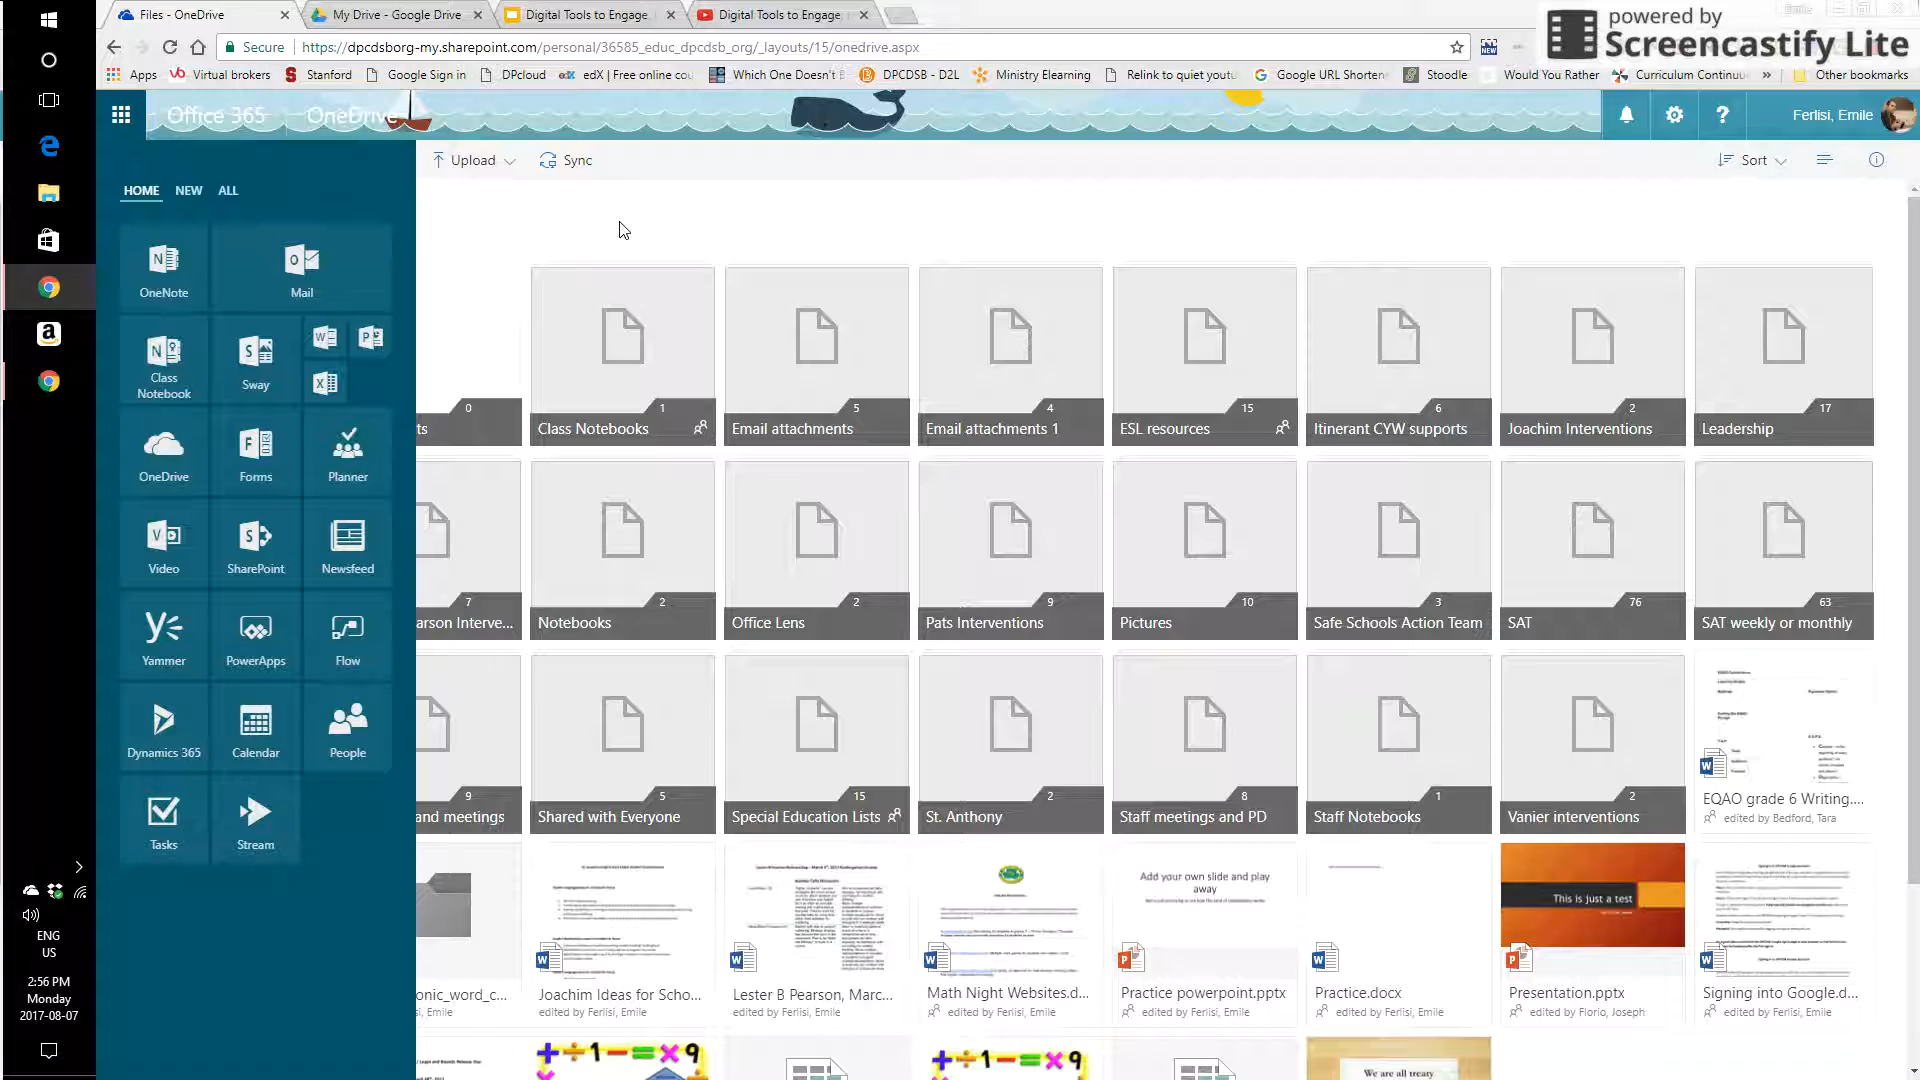 Files - OneDrive
My Drive - Google Drive
Digital Tools to Engage
Digital Tools to Engage
powered by
Screencastify Lite
Secure
https://dpcdsborg-my.sharepoint.com/personal/36585_educ_dpcdsb_org/_layouts/15/onedrive.aspx
Apps
Virtual brokers
Stanford
Google Sign in
DPcloud
edX | Free online cou
Which One Doesn't B
DPCDSB - D2L
Ministry Elearning
Relink to quiet youtu
Google URL Shortene
Stoodle
Would You Rather
Curriculum Continuu
»
Other bookmarks
Office 365
OneDrive
Ferlisi, Emile
Upload
Sync
Sort
HOME
NEW
ALL
OneNote
Mail
Class
Notebook
Sway
OneDrive
Forms
Planner
Video
SharePoint
Newsfeed
Yammer
PowerApps
Flow
Dynamics 365
Calendar
People
Tasks
Stream
0
ts
1
Class Notebooks
5
Email attachments
4
Email attachments 1
15
ESL resources
6
Itinerant CYW supports
2
Joachim Interventions
17
Leadership
7
arson Interve...
2
Notebooks
2
Office Lens
9
Pats Interventions
10
Pictures
3
Safe Schools Action Team
76
SAT
63
SAT weekly or monthly
9
and meetings
5
Shared with Everyone
15
Special Education Lists
2
St. Anthony
8
Staff meetings and PD
1
Staff Notebooks
2
Vanier interventions
EQAO grade 6 Writing....
edited by Bedford, Tara
onic_word_c...
i, Emile
Joachim Ideas for Scho...
edited by Ferlisi, Emile
Lester B Pearson, Marc...
edited by Ferlisi, Emile
Math Night Websites.d...
edited by Ferlisi, Emile
Add your own slide and play
away
Practice powerpoint.pptx
edited by Ferlisi, Emile
Practice.docx
edited by Ferlisi, Emile
This is just a test
Presentation.pptx
edited by Florio, Joseph
Signing into Google.d...
edited by Ferlisi, Emile
We are all treaty
ENG
US
2:56 PM
Monday
2017-08-07